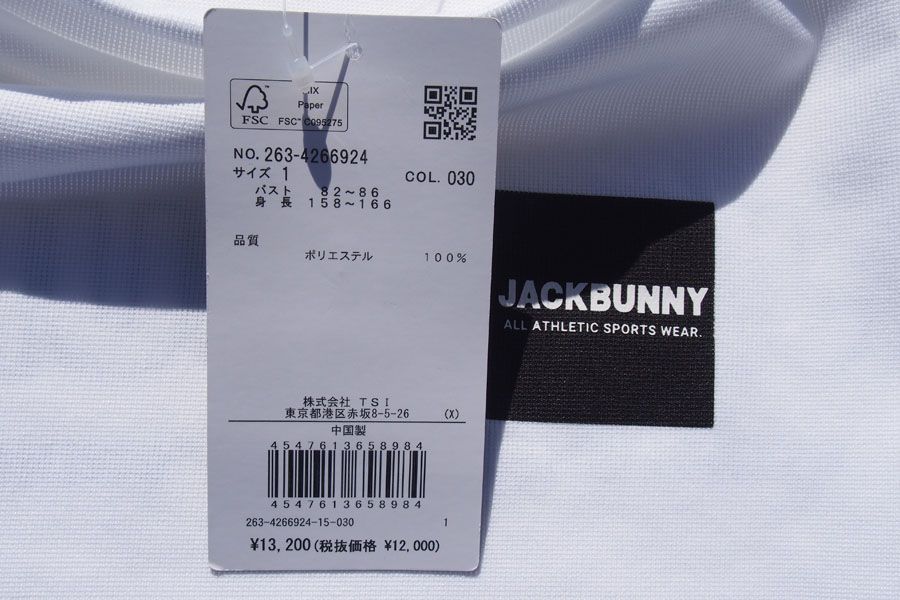 FSC
Paper
FSC™ C095275
NO. 263-4266924
サイズ 1
COL. 030
バスト 82~86
身長 158~166
品質
ポリエステル 100%
JACKBUNNY
ALL ATHLETIC SPORTS WEAR.
株式会社 TSI
東京都港区赤坂8-5-26 (X)
中国製
4547613658984
4547613658984
263-4266924-15-030 1
¥13,200(税抜価格 ¥12,000)